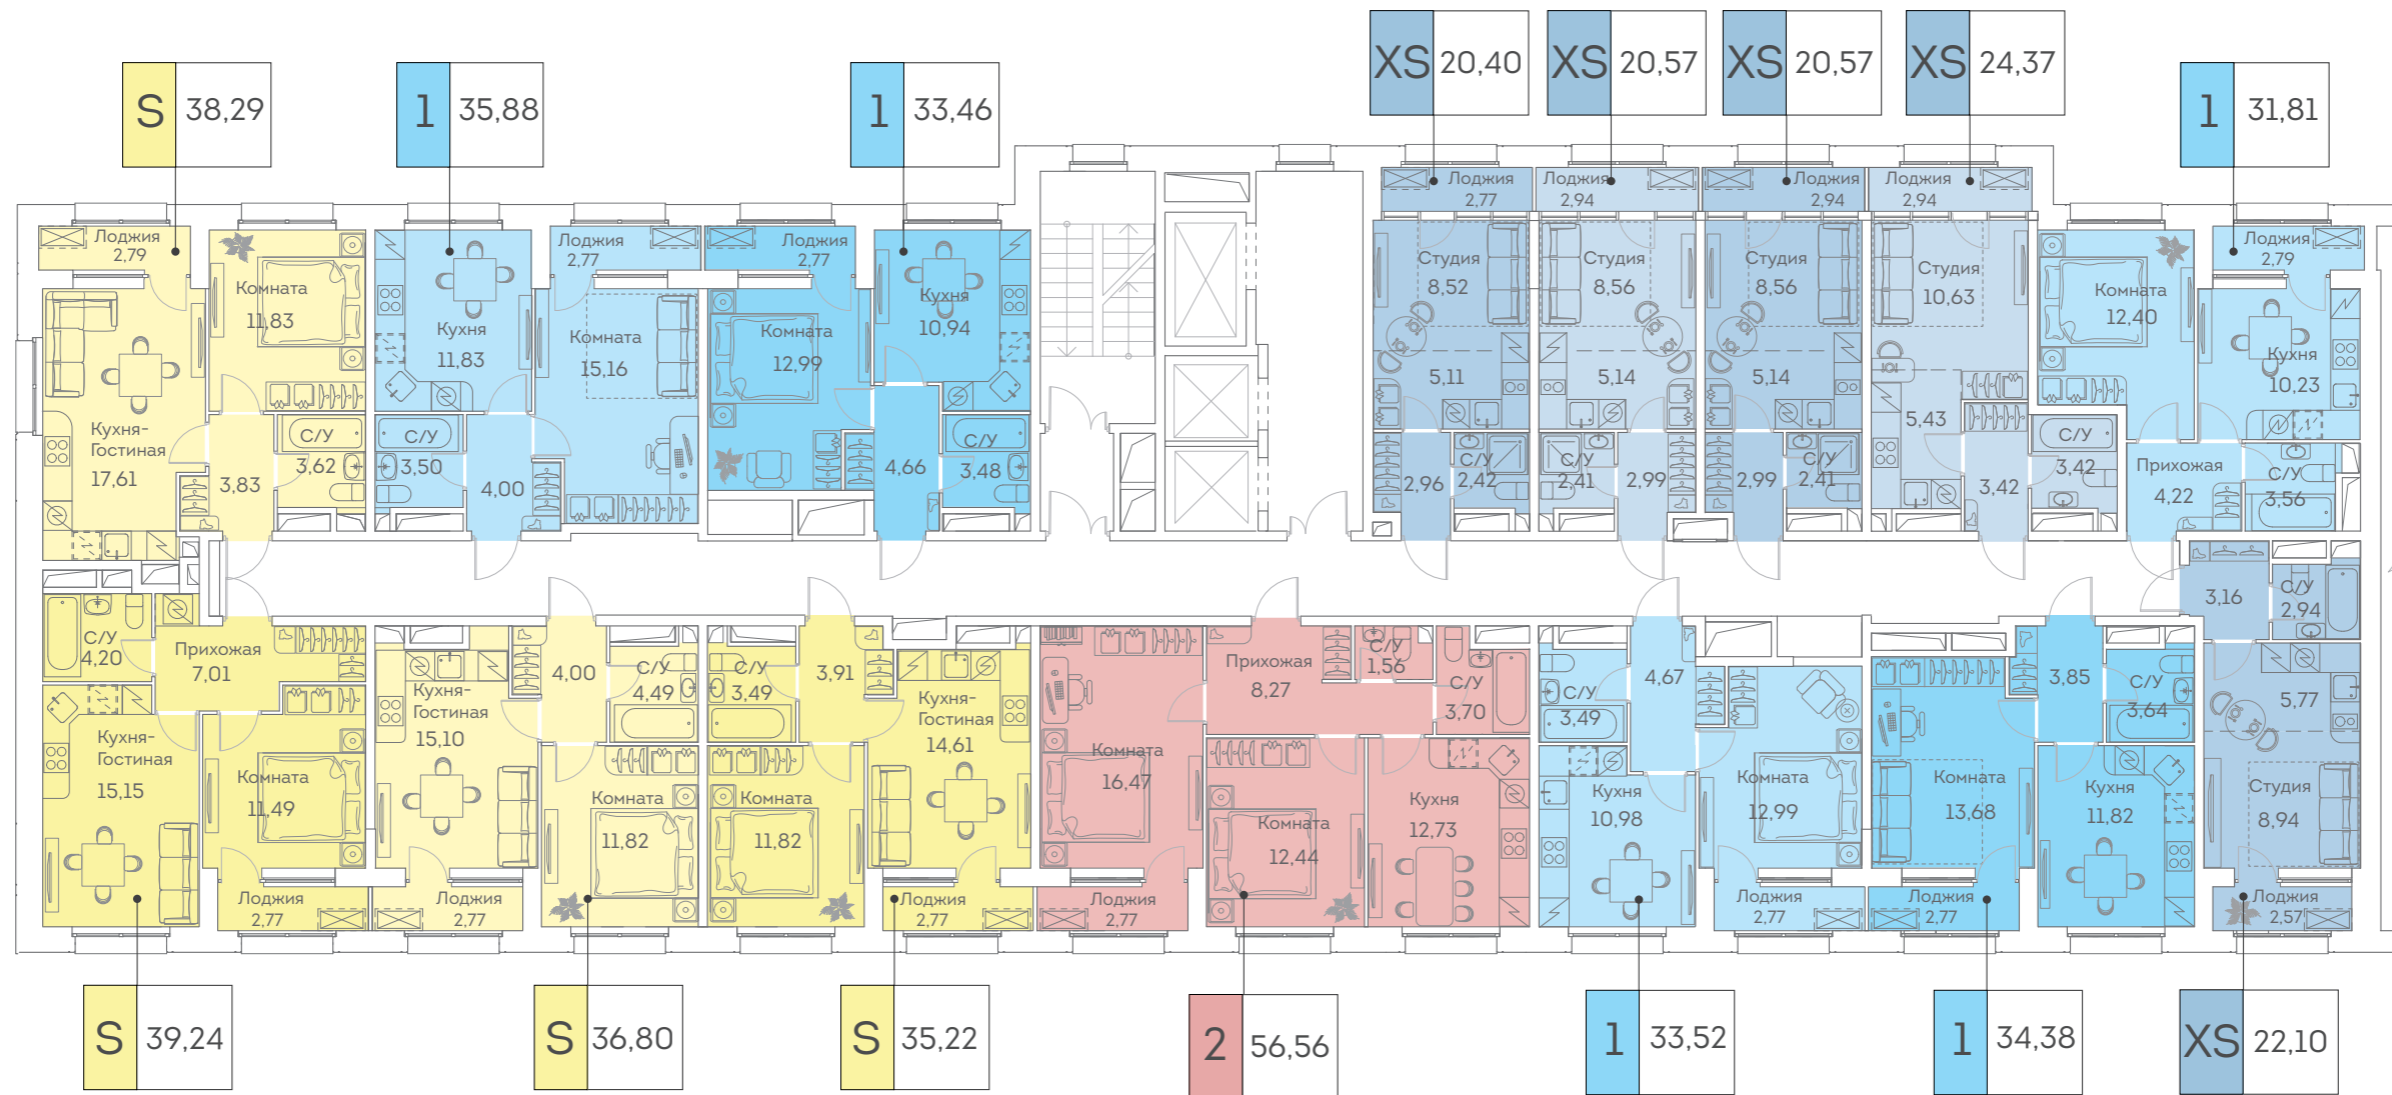 XS 20,40
XS 20,57
XS 20,57
XS 24,37
S 38,29
1 35,88
1 33,46
1 31,81
Лоджия
2,79
Комната
11,83
Кухня-
Гостиная
17,61
3,83
С/У
3,62
Кухня
11,83
Лоджия
2,77
Комната
15,16
С/У
3,50
4,00
Лоджия
2,77
Комната
12,99
Кухня
10,94
4,66
С/У
3,48
Лоджия
2,77
Студия
8,52
5,11
2,96
С/У
2,42
Лоджия
2,94
Студия
8,56
5,14
С/У
2,41
2,99
Лоджия
2,94
Студия
8,56
5,14
2,99
С/У
2,41
Лоджия
2,94
Студия
10,63
5,43
3,42
С/У
3,42
Комната
12,40
Лоджия
2,79
Кухня
10,23
Прихожая
4,22
С/У
3,56
С/У
4,20
Прихожая
7,01
Кухня-
Гостиная
15,15
Комната
11,49
Лоджия
2,77
Кухня-
Гостиная
15,10
4,00
С/У
4,49
Комната
11,82
Лоджия
2,77
С/У
3,49
3,91
Кухня-
Гостиная
14,61
Комната
11,82
Лоджия
2,77
Прихожая
8,27
С/У
1,56
С/У
3,70
Комната
16,47
Комната
12,44
Кухня
12,73
Лоджия
2,77
С/У
3,49
4,67
Кухня
10,98
Комната
12,99
Лоджия
2,77
3,85
С/У
3,64
Комната
13,68
Кухня
11,82
Лоджия
2,77
3,16
С/У
2,94
5,77
Студия
8,94
Лоджия
2,57
S 39,24
S 36,80
S 35,22
2 56,56
1 33,52
1 34,38
XS 22,10